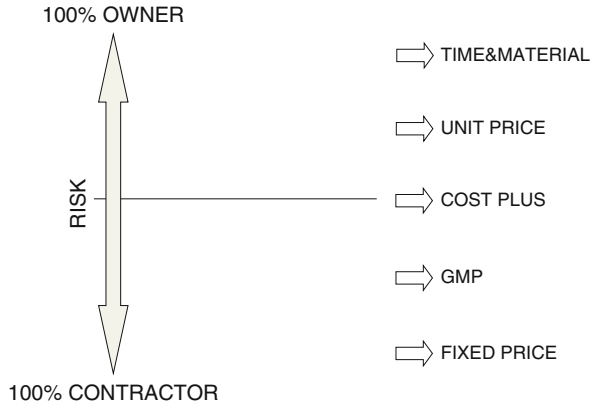 100% OWNER
TIME&MATERIAL
UNIT PRICE
RISK
COST PLUS
GMP
FIXED PRICE
100% CONTRACTOR